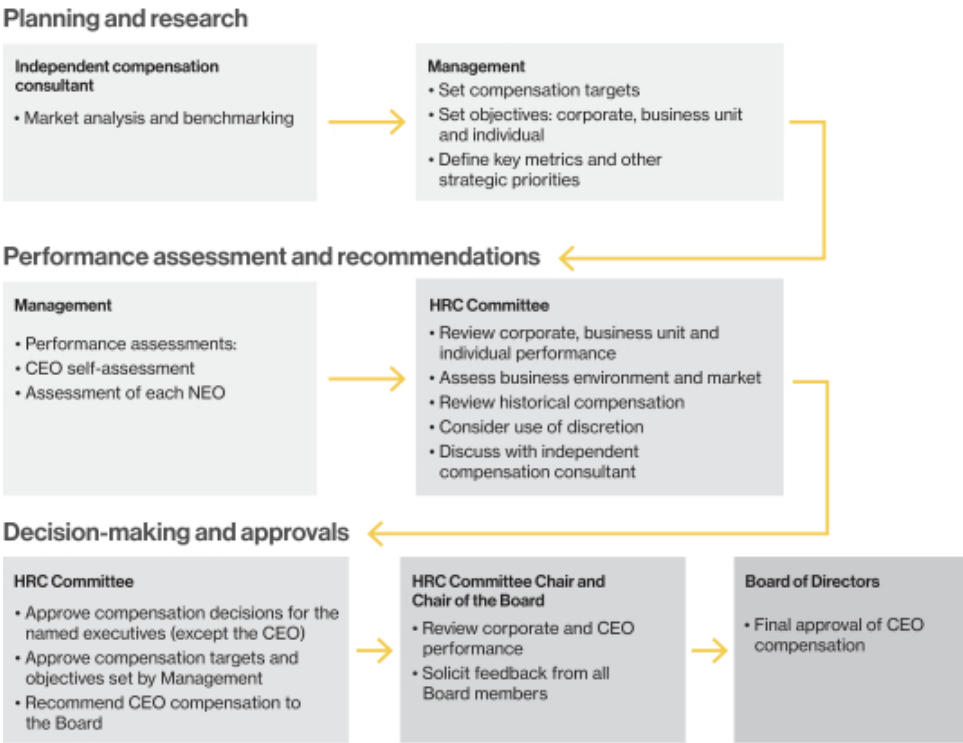 Planning and research
Independent compensation
consultant
• Market analysis and benchmarking
Management
• Set compensation targets
• Set objectives: corporate, business unit
and individual
• Define key metrics and other
strategic priorities
Performance assessment and recommendations
Management
• Performance assessments:
• CEO self-assessment
• Assessment of each NEO
HRC Committee
• Review corporate, business unit and
individual performance
• Assess business environment and market
• Review historical compensation
• Consider use of discretion
• Discuss with independent
compensation consultant
Decision-making and approvals
HRC Committee
• Approve compensation decisions for the
named executives (except the CEO)
• Approve compensation targets and
objectives set by Management
• Recommend CEO compensation to
the Board
HRC Committee Chair and
Chair of the Board
• Review corporate and CEO
performance
• Solicit feedback from all
Board members
Board of Directors
• Final approval of CEO
compensation